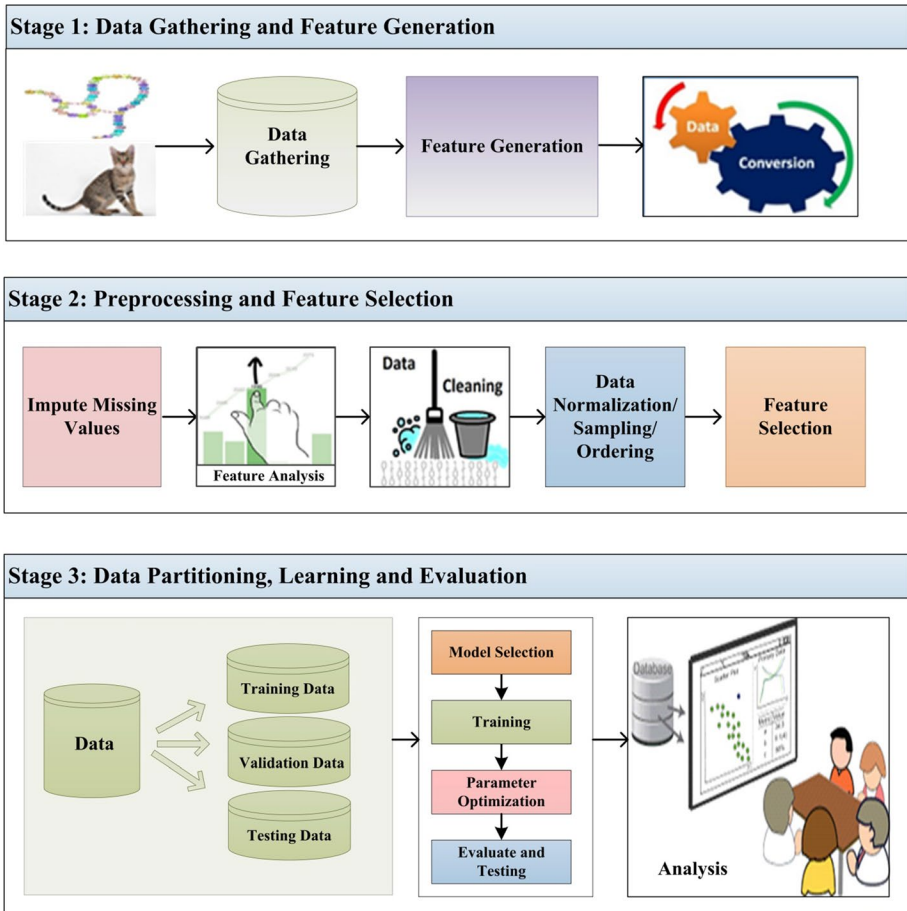 Stage 1: Data Gathering and Feature Generation
Data
Gathering
Feature Generation
Data
Conversion
Stage 2: Preprocessing and Feature Selection
Impute Missing
Values
Feature Analysis
Data
Cleaning
Data
Normalization/
Sampling/
Ordering
Feature
Selection
Stage 3: Data Partitioning, Learning and Evaluation
Data
Training Data
Validation Data
Testing Data
Model Selection
Training
Parameter
Optimization
Evaluate and
Testing
Database
Scatter Plot
Analysis